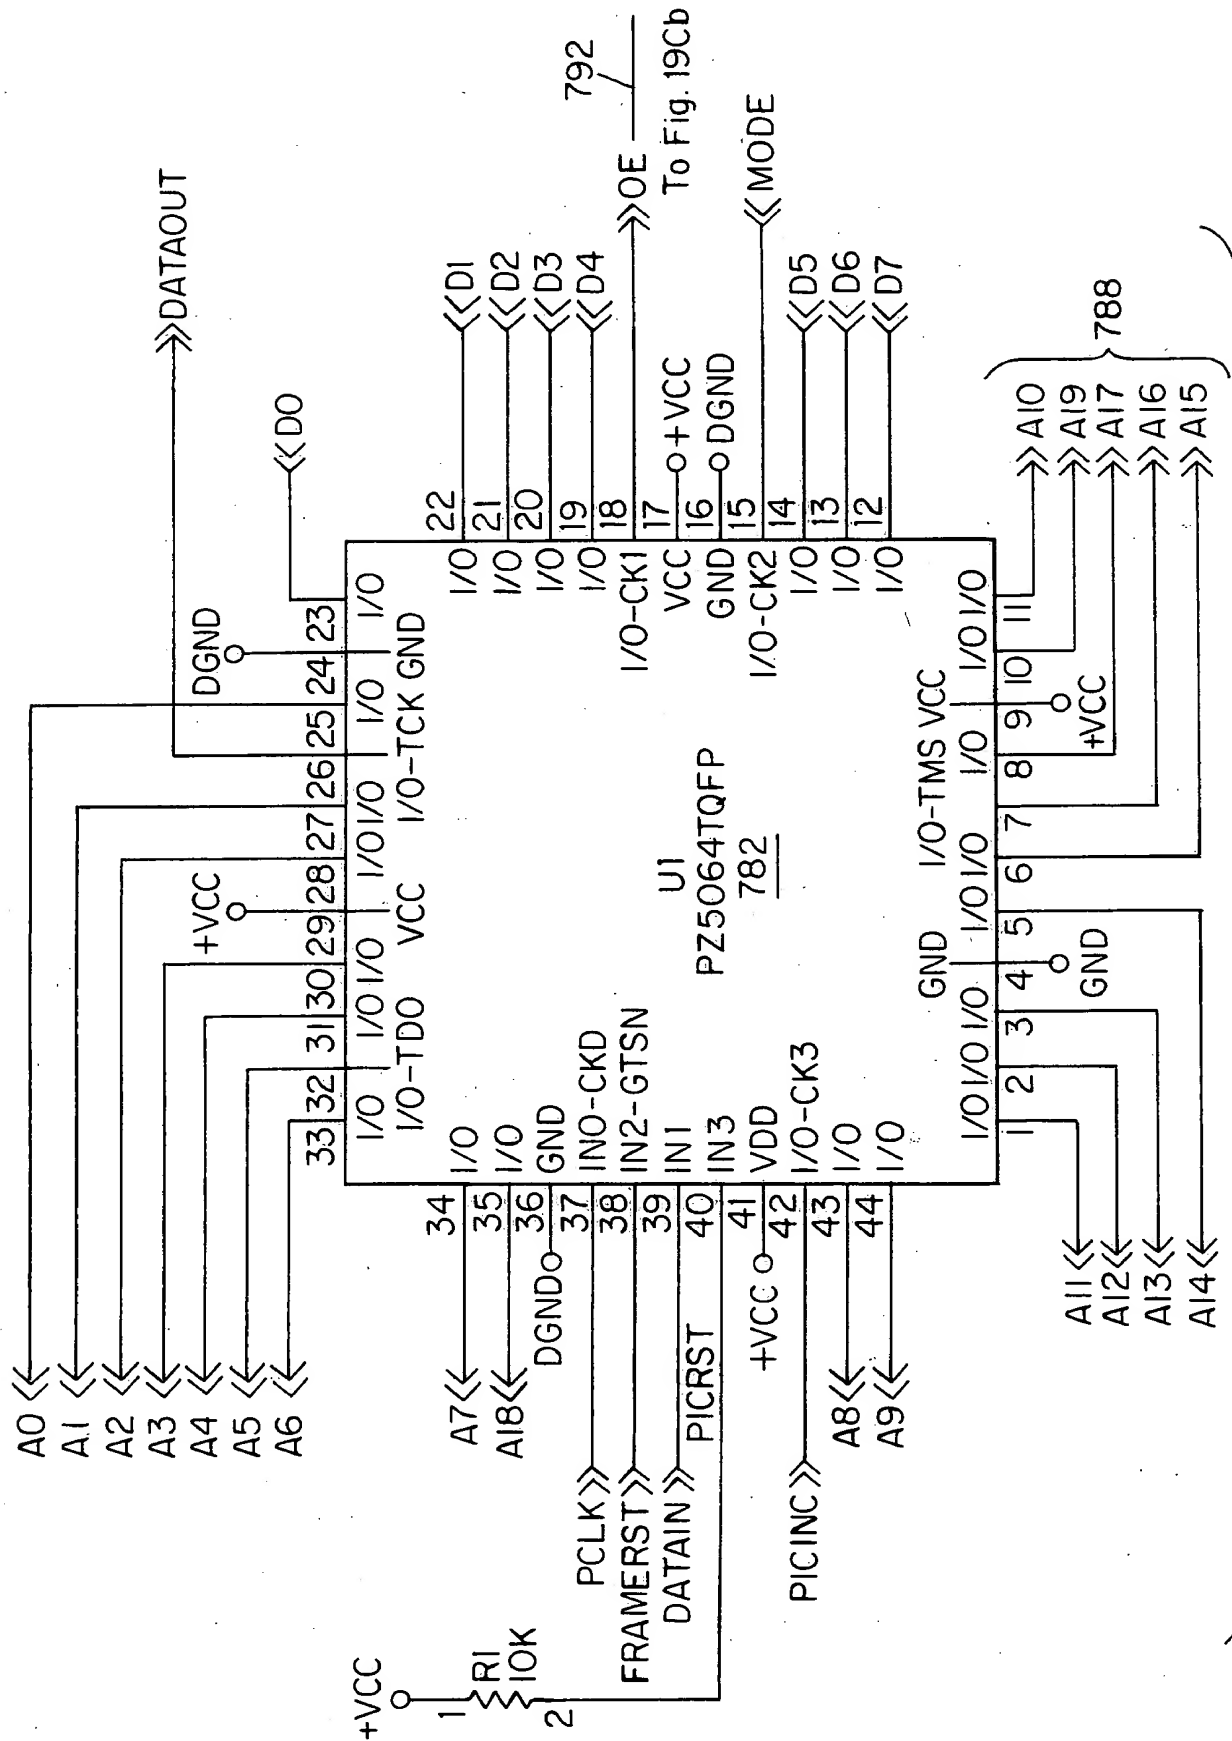 A0
A1
A2
A3
A4
A5
A6
DATAOUT
D0
DGND
+VCC
33 32 31 30 29 28 27 26 25 24 23
I/O I/O-TDO I/O I/O VCC I/O I/O I/O-TCK I/O GND I/O
A7 34 I/O
A18 35 I/O
DGND 36 GND
PCLK 37 IN0-CKD
FRAMERST 38 IN2-GTSN
DATAIN 39 IN1
PICRST 40 IN3
+VCC 41 VDD
PICINC 42 I/O-CK3
A8 43 I/O
A9 44 I/O
+VCC
1
R1
10K
2
U1
PZ5064TQFP
782
I/O 22 D1
I/O 21 D2
I/O 20 D3
I/O 19 D4
I/O-CK1 18 OE
792
To Fig. 19Cb
VCC 17 +VCC
GND 16 DGND
I/O-CK2 15 MODE
I/O 14 D5
I/O 13 D6
I/O 12 D7
I/O I/O I/O GND I/O I/O I/O-TMS I/O VCC I/O I/O
1 2 3 4 5 6 7 8 9 10 11
GND
+VCC
A11
A12
A13
A14
A10
A19
A17
A16
A15
788